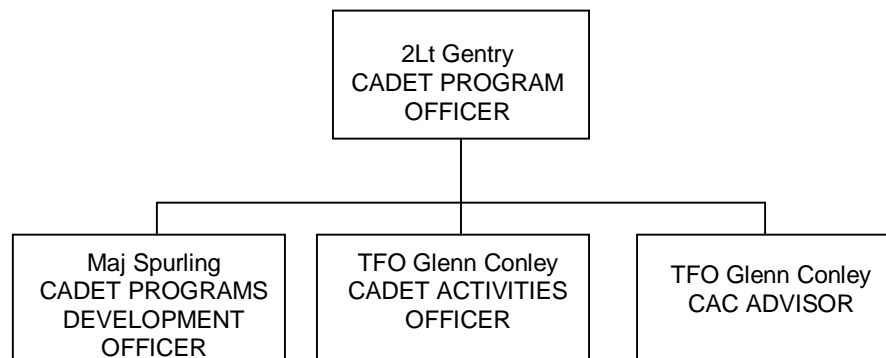 2Lt Gentry
CADET PROGRAM
OFFICER
Maj Spurling
CADET PROGRAMS
DEVELOPMENT
OFFICER
TFO Glenn Conley
CADET ACTIVITIES
OFFICER
TFO Glenn Conley
CAC ADVISOR